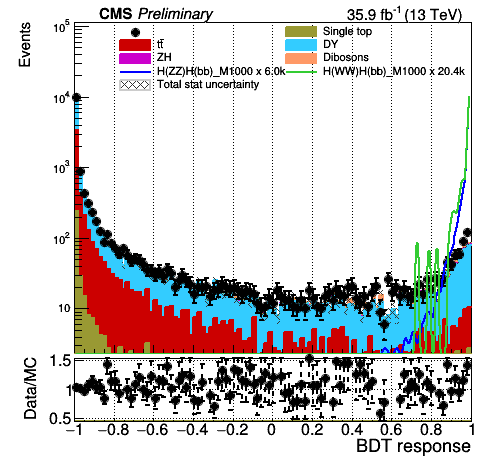 CMS Preliminary 35.9 fb⁻¹ (13 TeV)
Events
Single top
tt̄ DY
ZH Dibosons
H(ZZ)H(bb)_M1000 x 6.0k H(WW)H(bb)_M1000 x 20.4k
Total stat uncertainty
10⁵
10⁴
10³
10²
10
Data/MC
1.5
1.0
0.5
−1 −0.8 −0.6 −0.4 −0.2 0 0.2 0.4 0.6 0.8 1
BDT response